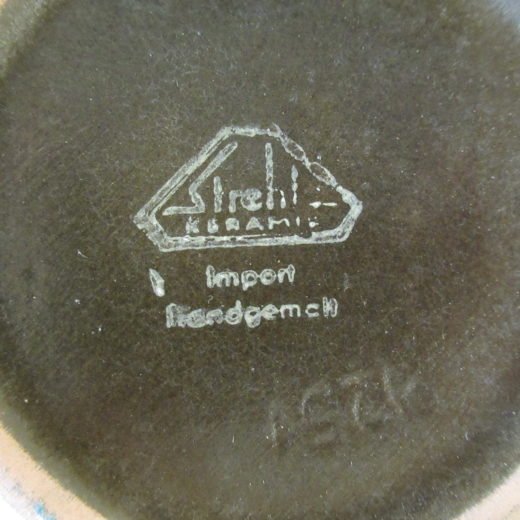 Strehla
KERAMIK
Import
Handgemalt